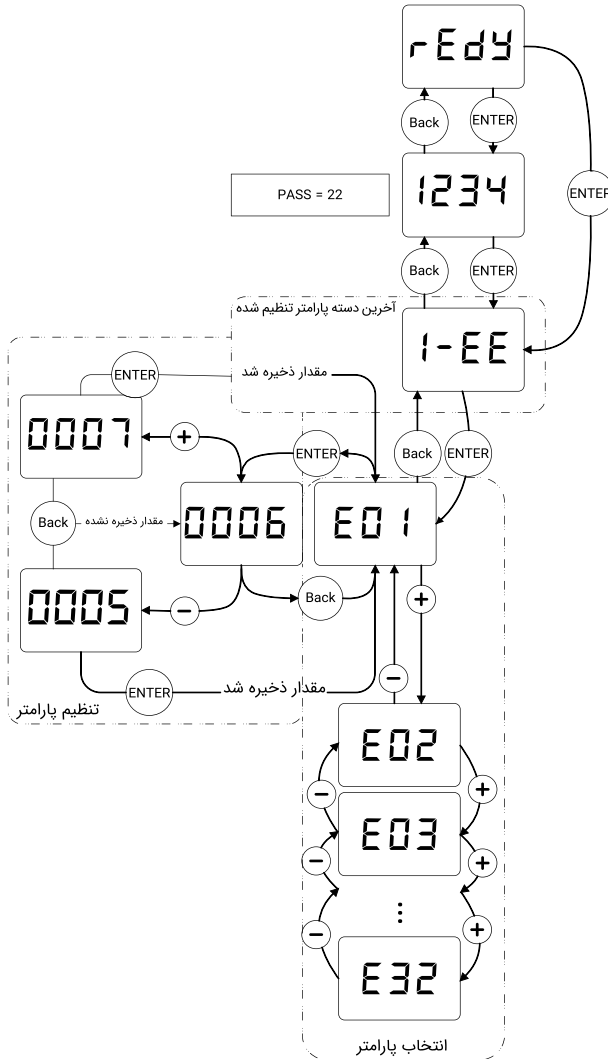 rEdy
Back
ENTER
ENTER
PASS = 22
1234
Back
ENTER
آخرین دسته پارامتر تنظیم شده
1-EE
ENTER
مقدار ذخیره شد
0007
+
ENTER
Back
ENTER
Back
مقدار ذخیره نشده
0006
E01
0005
−
Back
+
ENTER
مقدار ذخیره شد
−
تنظیم پارامتر
E02
−
+
E03
−
+
⋮
−
+
E32
انتخاب پارامتر